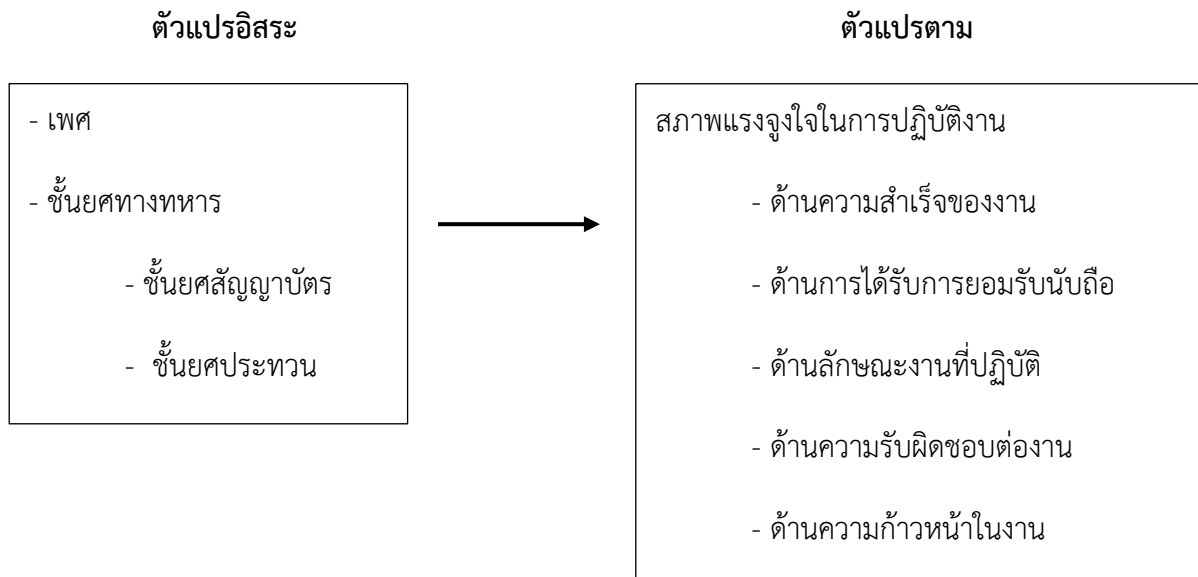 ตัวแปรอิสระ
- เพศ
- ชั้นยศทางทหาร
- ชั้นยศสัญญาบัตร
- ชั้นยศประทวน
ตัวแปรตาม
สภาพแรงจูงใจในการปฏิบัติงาน
- ด้านความสำเร็จของงาน
- ด้านการได้รับการยอมรับนับถือ
- ด้านลักษณะงานที่ปฏิบัติ
- ด้านความรับผิดชอบต่องาน
- ด้านความก้าวหน้าในงาน